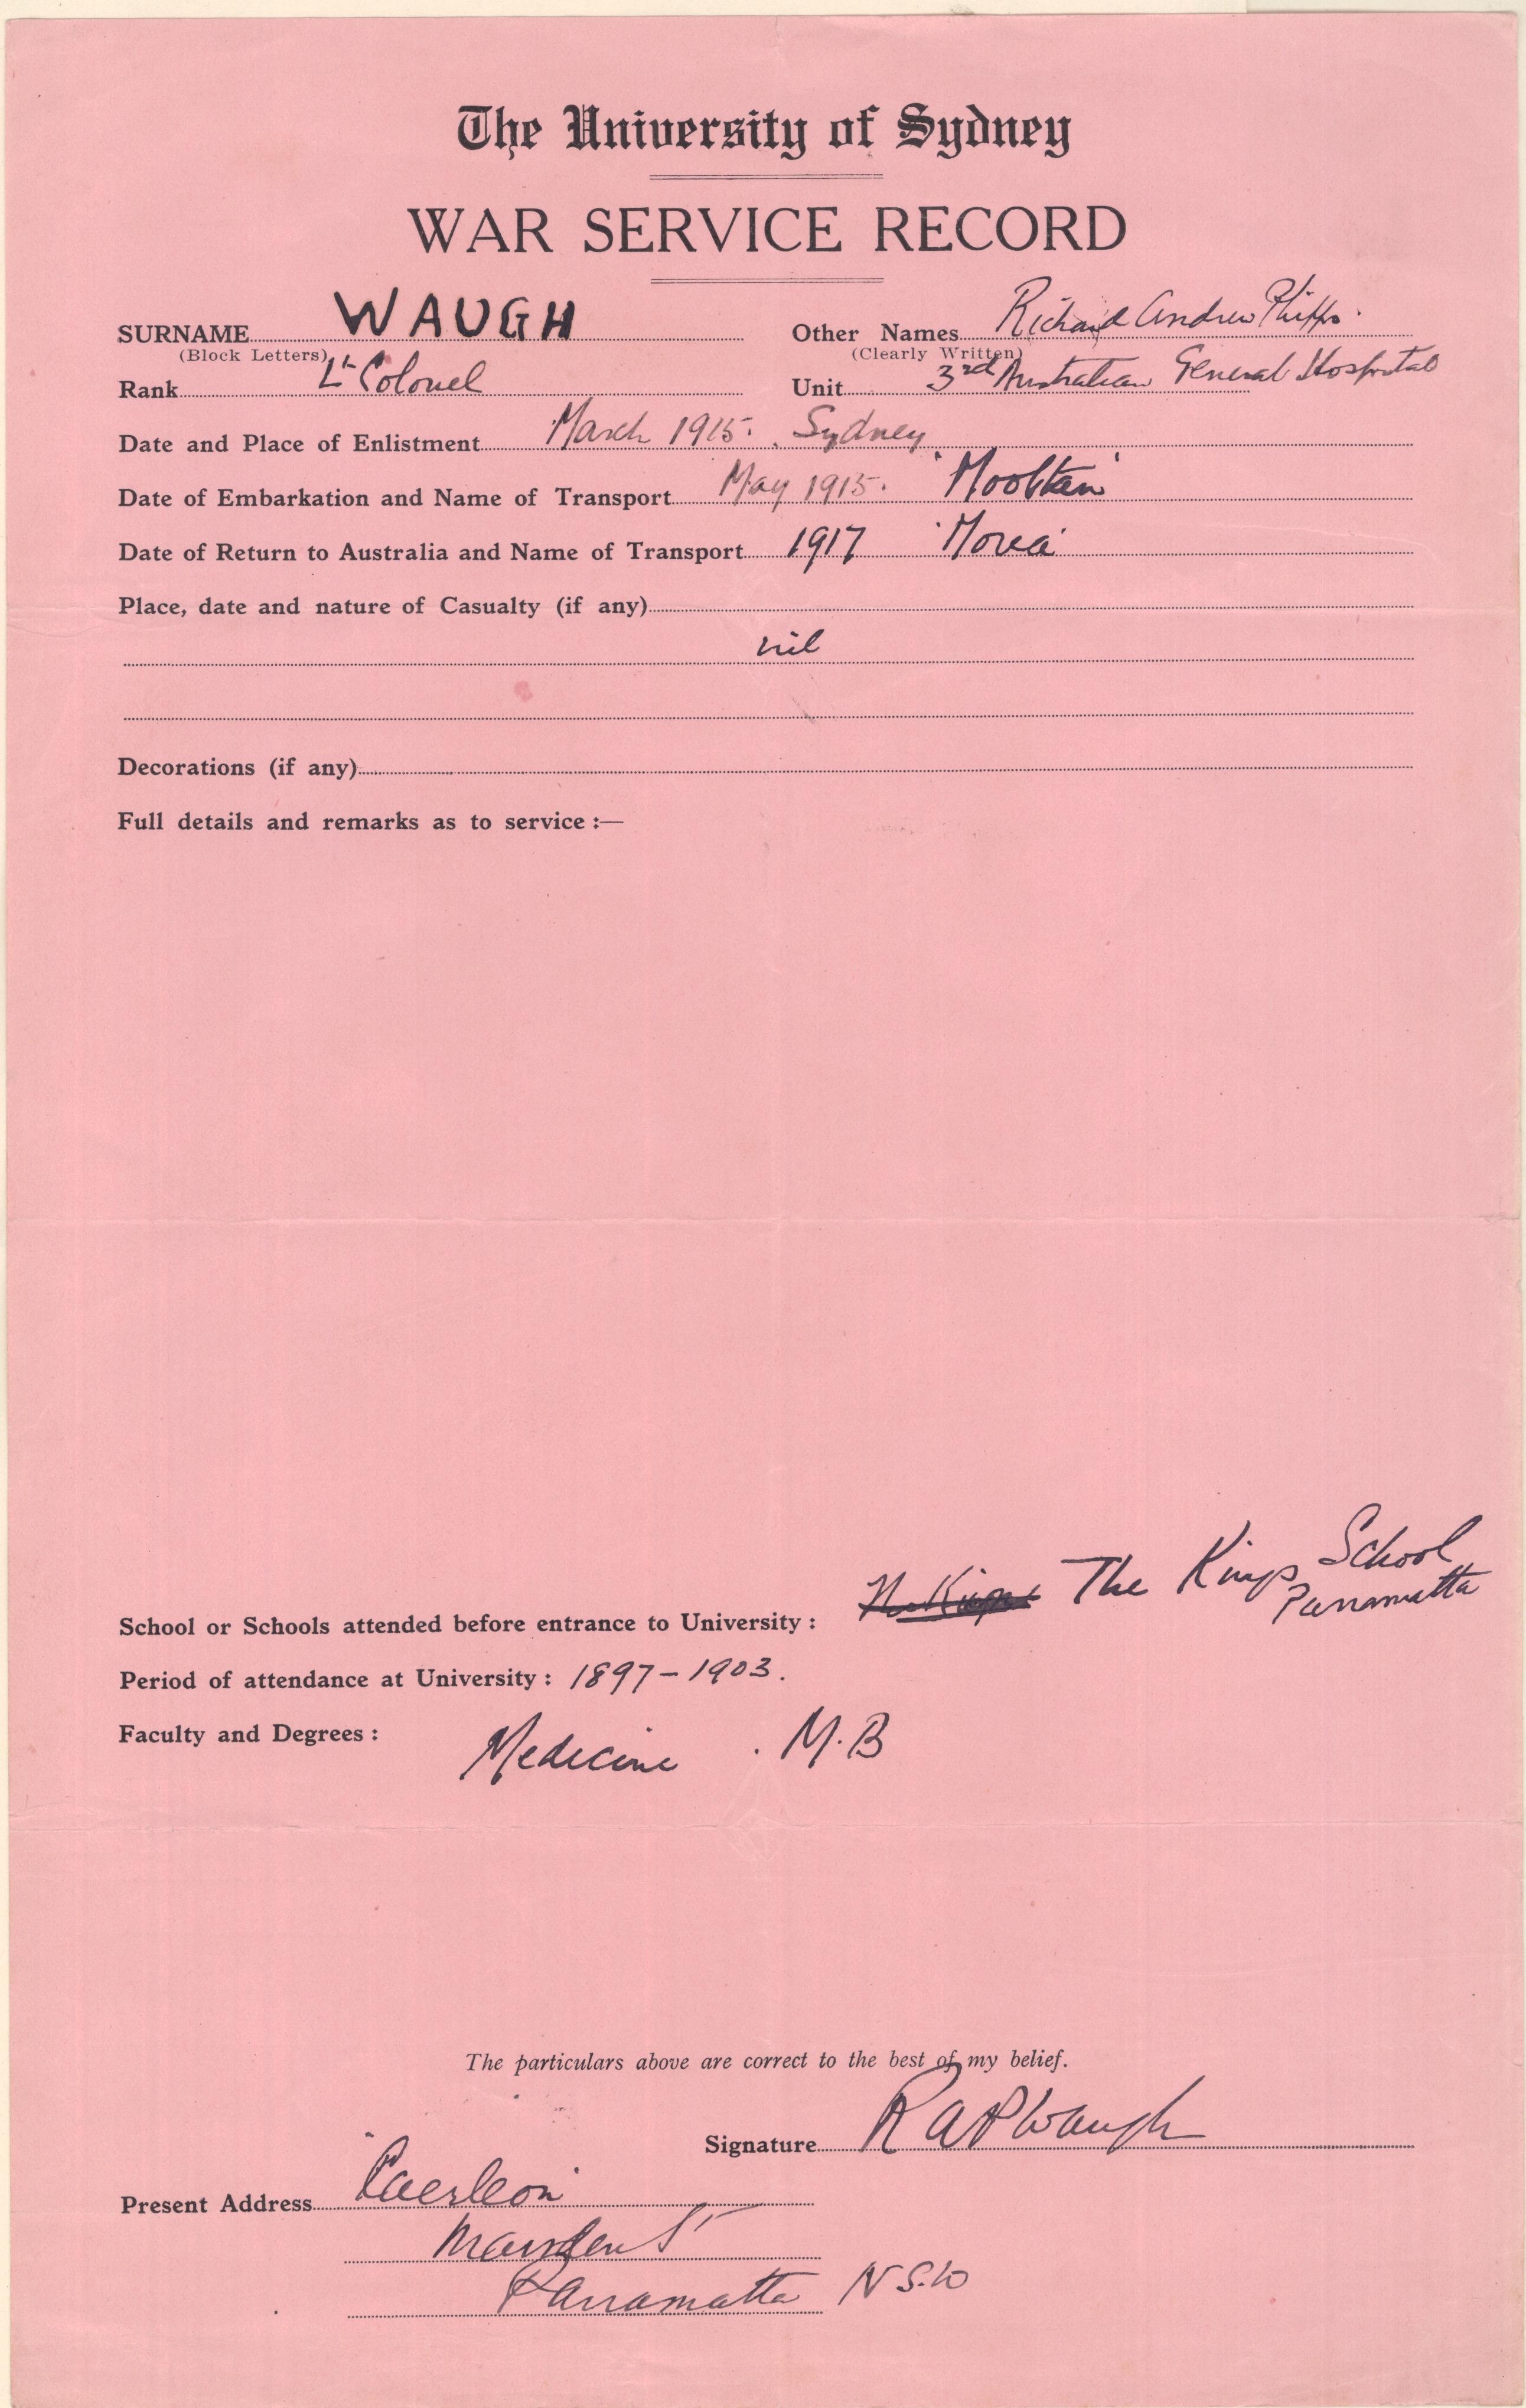 The University of Sydney
WAR SERVICE RECORD
SURNAME WAUGH Other Names Richard Andrew Phipps.
(Block Letters) (Clearly Written)
Rank Lt Colonel Unit 3rd Australian General Hospital
Date and Place of Enlistment March 1915. Sydney
Date of Embarkation and Name of Transport May 1915. 'Mooltan'
Date of Return to Australia and Name of Transport 1917 'Morea'
Place, date and nature of Casualty (if any)
nil
Decorations (if any)
Full details and remarks as to service :—
School or Schools attended before entrance to University : The Kings School
Parramatta
Period of attendance at University : 1897-1903.
Faculty and Degrees : Medicine . M.B
The particulars above are correct to the best of my belief.
Signature R A P Waugh
Present Address "Caerleon"
Marsden St
Parramatta N S.W